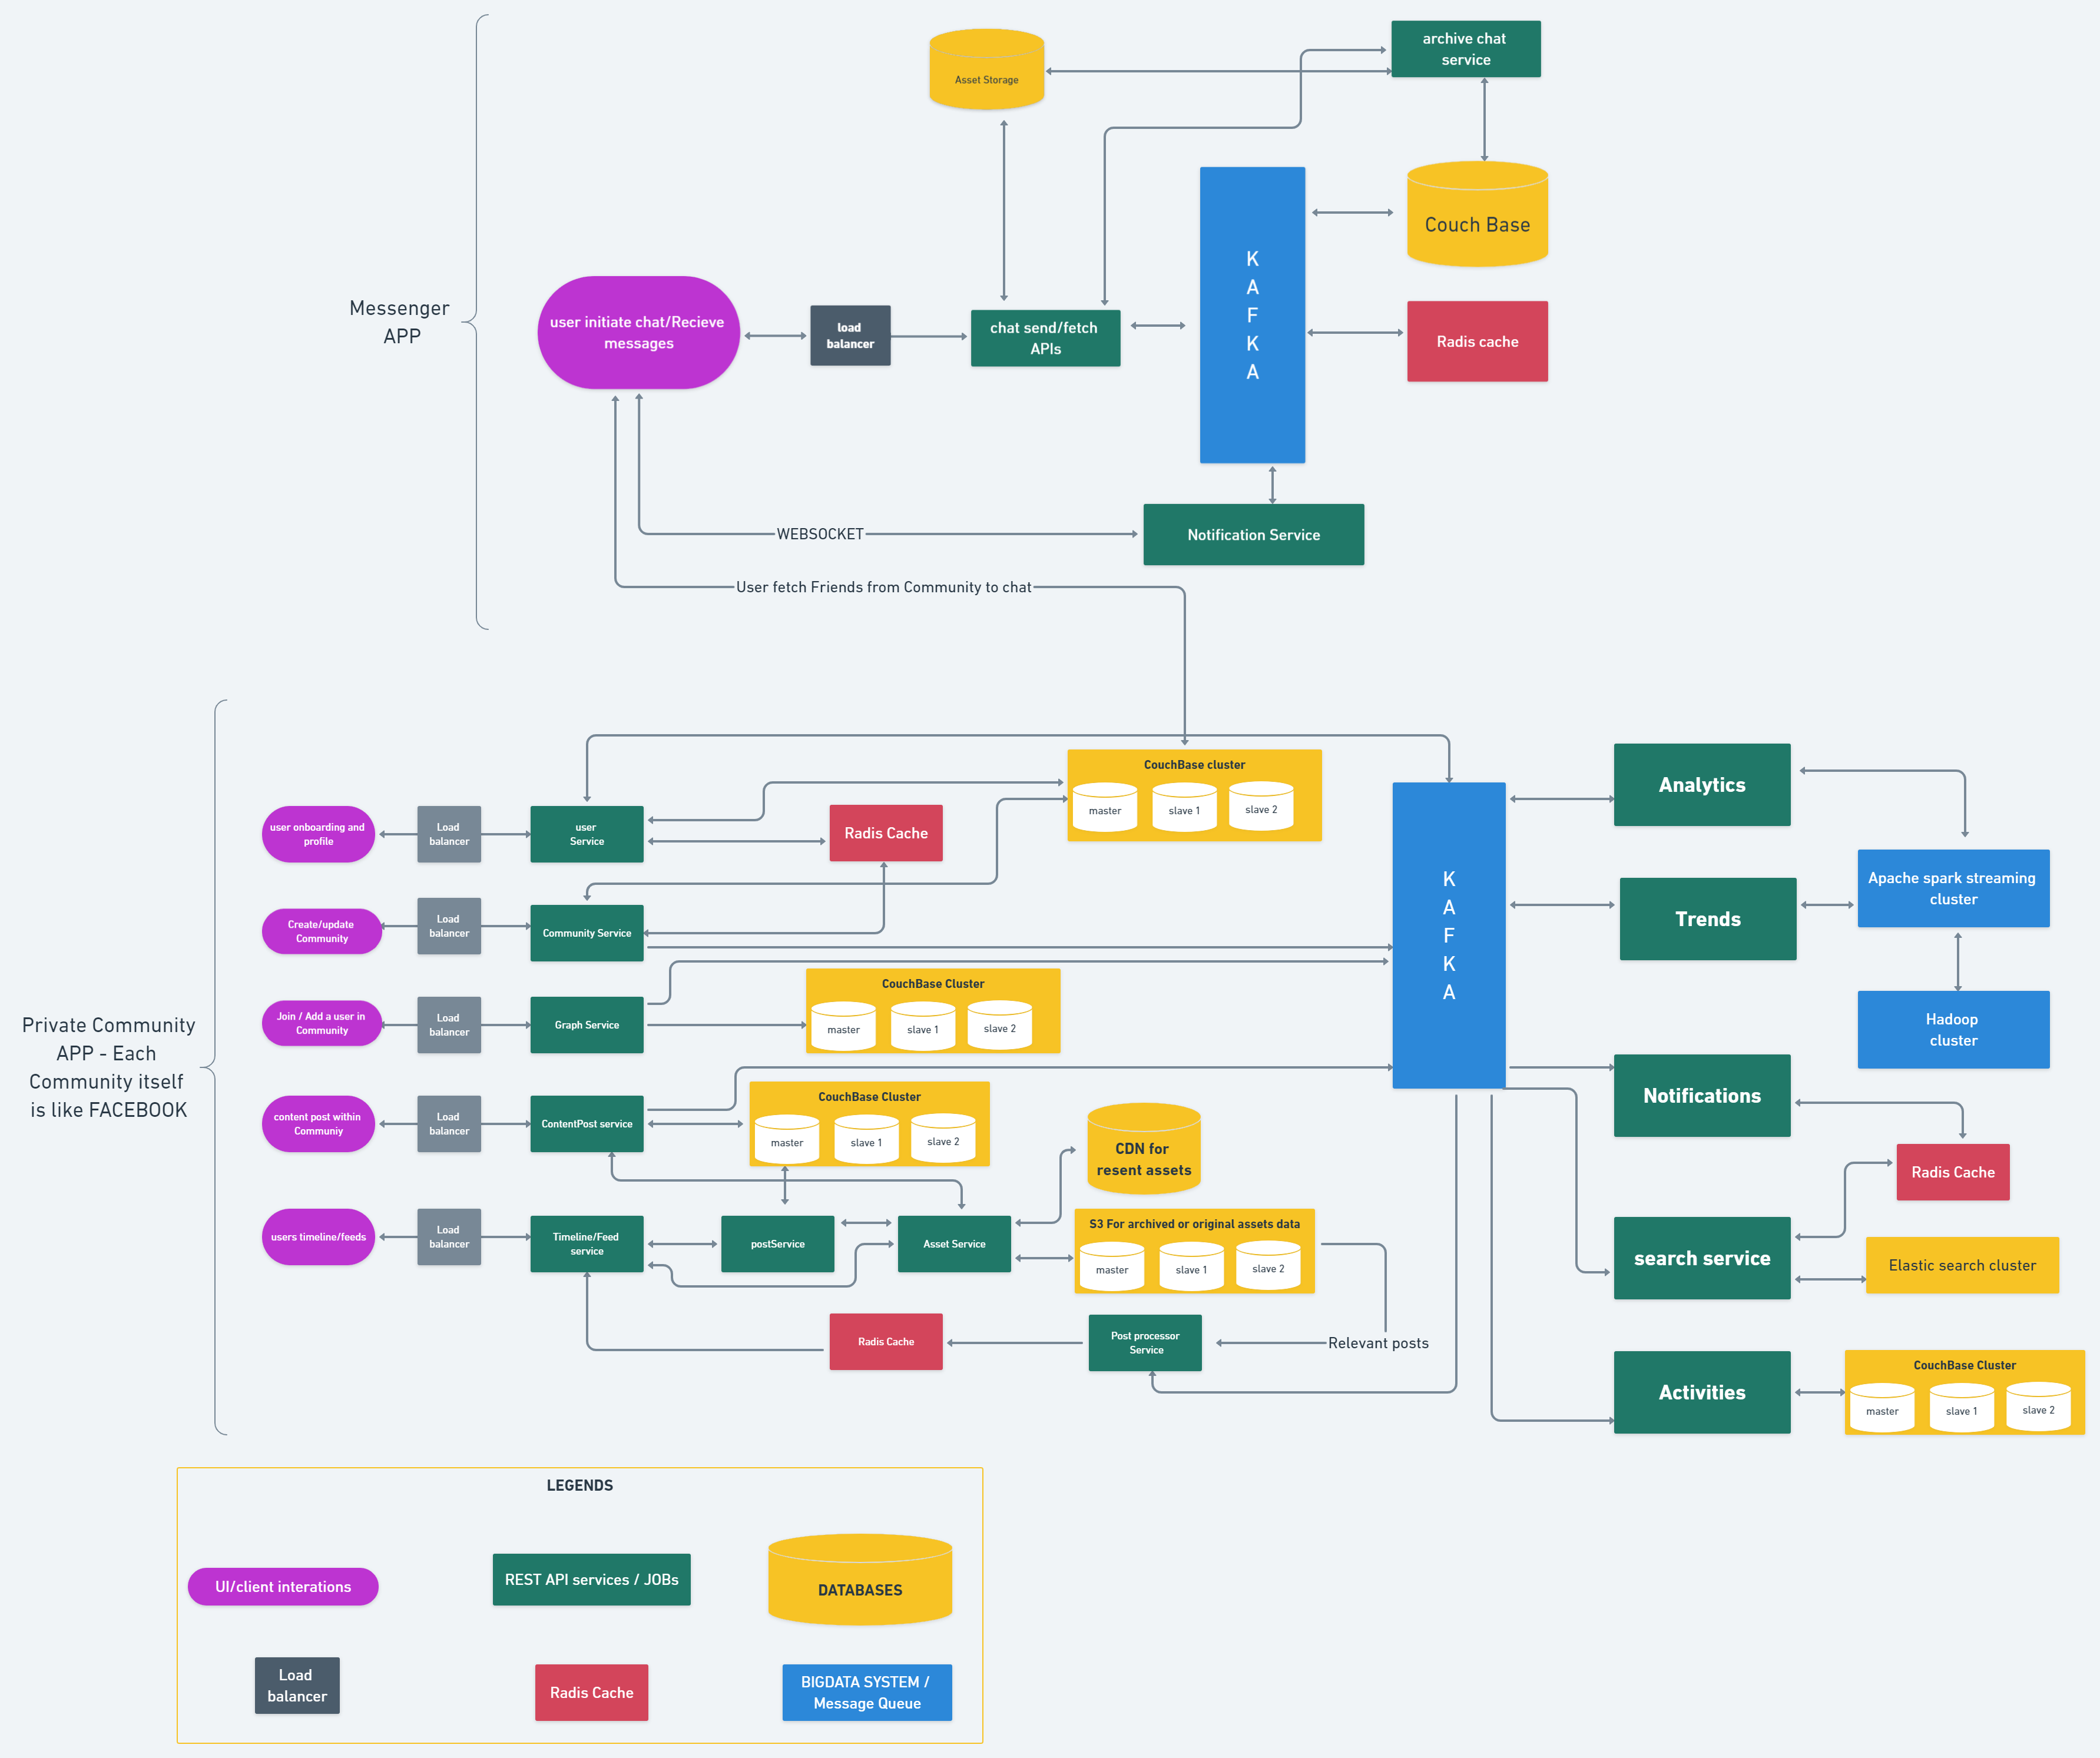 archive chat
service
Asset Storage
Couch Base
K
A
F
K
A
Messenger
APP
user initiate chat/Recieve
messages
load
balancer
chat send/fetch
APIs
Radis cache
WEBSOCKET
Notification Service
User fetch Friends from Community to chat
Private Community
APP - Each
Community itself
is like FACEBOOK
user onboarding and
profile
Load
balancer
user
Service
Radis Cache
CouchBase cluster
master
slave 1
slave 2
Create/update
Community
Load
balancer
Community Service
Join / Add a user in
Community
Load
balancer
Graph Service
CouchBase Cluster
master
slave 1
slave 2
content post within
Communiy
Load
balancer
ContentPost service
CouchBase Cluster
master
slave 1
slave 2
CDN for
resent assets
users timeline/feeds
Load
balancer
Timeline/Feed
service
postService
Asset Service
S3 For archived or original assets data
master
slave 1
slave 2
Radis Cache
Post processor
Service
Relevant posts
K
A
F
K
A
Analytics
Trends
Apache spark streaming
cluster
Hadoop
cluster
Notifications
Radis Cache
search service
Elastic search cluster
Activities
CouchBase Cluster
master
slave 1
slave 2
LEGENDS
UI/client interations
REST API services / JOBs
DATABASES
Load
balancer
Radis Cache
BIGDATA SYSTEM /
Message Queue